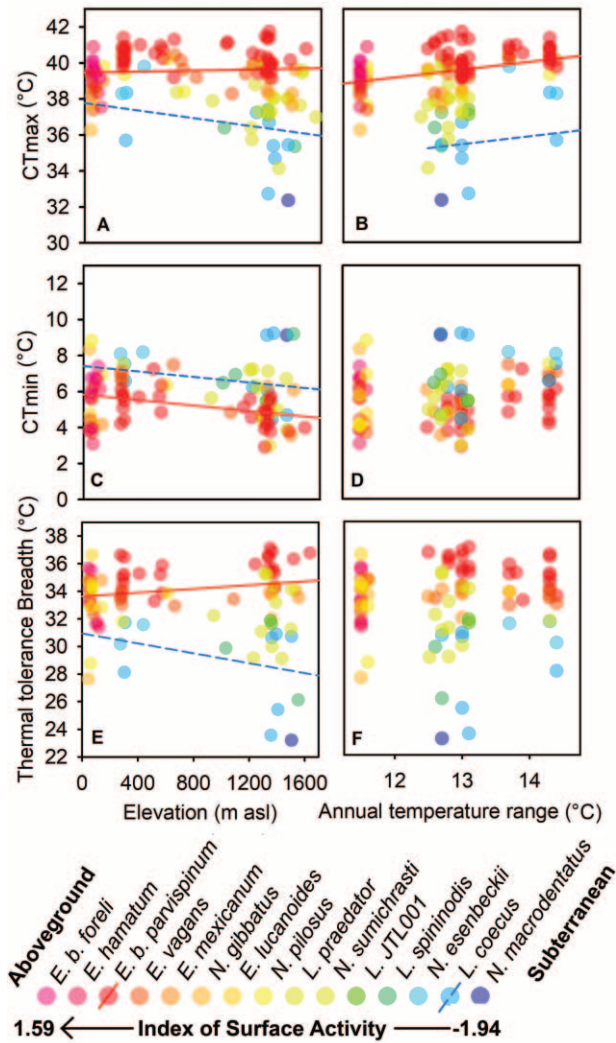 42
40
38
36
34
32
30
CTmax (°C)
A
B
12
10
8
6
4
2
0
CTmin (°C)
C
D
38
36
34
32
30
28
26
24
22
Thermal tolerance Breadth (°C)
E
F
0 400 800 1200 1600
12 13 14
Elevation (m asl)
Annual temperature range (°C)
Aboveground
E. b. foreli
E. hamatum
E. b. parvispinum
E. vagans
E. mexicanum
N. gibbatus
E. lucanoides
N. pilosus
L. praedator
N. sumichrasti
L. JTL001
L. spininodis
N. esenbeckii
L. coecus
N. macrodentatus
Subterranean
1.59 Index of Surface Activity -1.94